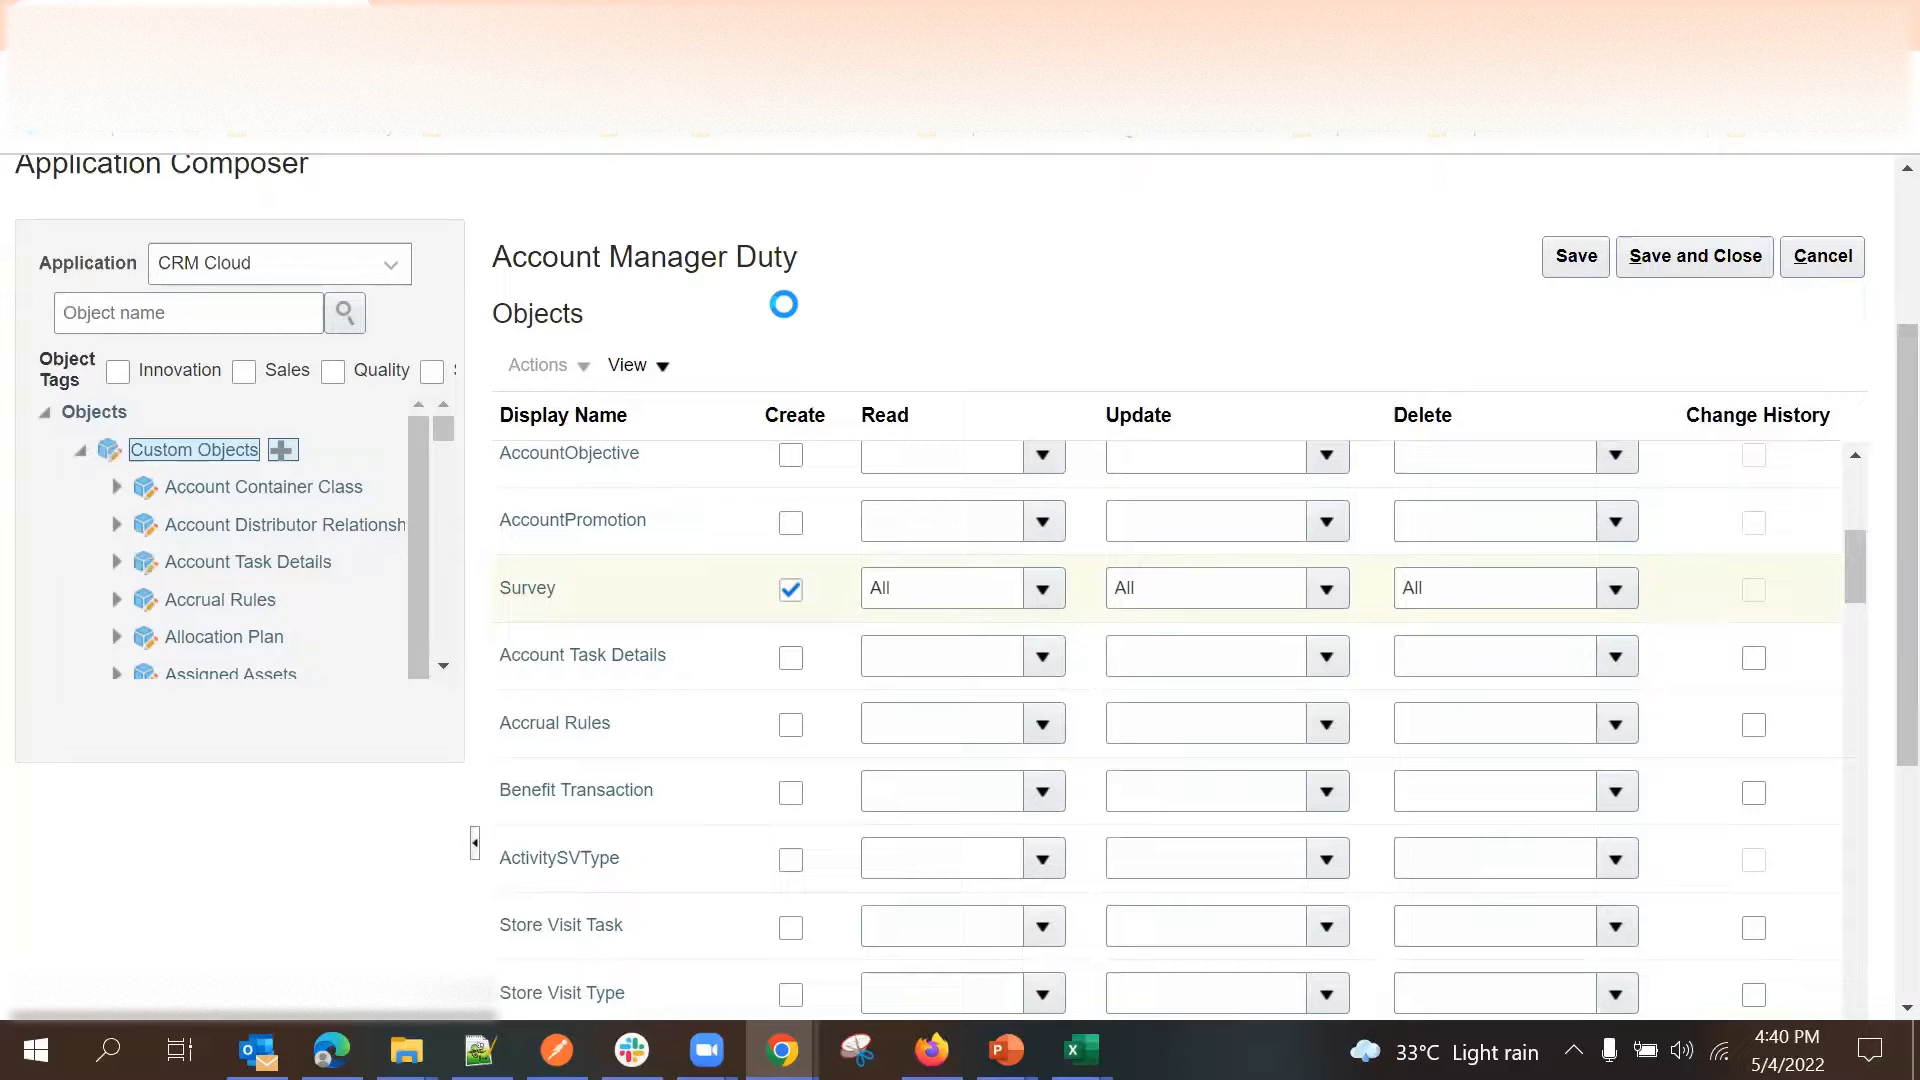 Application Composer
Application CRM Cloud
Object name
Object Tags Innovation Sales Quality
Objects
Custom Objects
Account Container Class
Account Distributor Relationsh
Account Task Details
Accrual Rules
Allocation Plan
Assigned Assets
Account Manager Duty
Save Save and Close Cancel
Objects
Actions View
Display Name Create Read Update Delete Change History
AccountObjective
AccountPromotion
Survey All All All
Account Task Details
Accrual Rules
Benefit Transaction
ActivitySVType
Store Visit Task
Store Visit Type
33°C Light rain
4:40 PM
5/4/2022